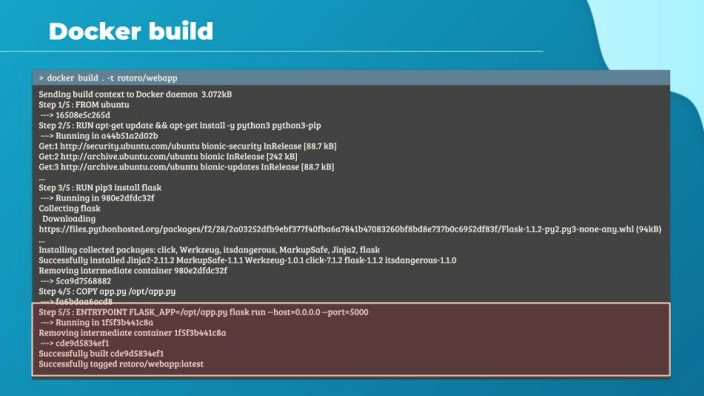 Docker build
> docker build . -t rotoro/webapp
Sending build context to Docker daemon 3.072kB
Step 1/5 : FROM ubuntu
---> 16508e5c265d
Step 2/5 : RUN apt-get update && apt-get install -y python3 python3-pip
---> Running in a44b51a2d02b
Get:1 http://security.ubuntu.com/ubuntu bionic-security InRelease [88.7 kB]
Get:2 http://archive.ubuntu.com/ubuntu bionic InRelease [242 kB]
Get:3 http://archive.ubuntu.com/ubuntu bionic-updates InRelease [88.7 kB]
...
Step 3/5 : RUN pip3 install flask
---> Running in 980e2dfdc32f
Collecting flask
Downloading
https://files.pythonhosted.org/packages/f2/28/2a03252dfb9ebf377f40fba6a7841b47083260bf8bd8e737b0c6952df83f/Flask-1.1.2-py2.py3-none-any.whl (94kB)
...
Installing collected packages: click, Werkzeug, itsdangerous, MarkupSafe, Jinja2, flask
Successfully installed Jinja2-2.11.2 MarkupSafe-1.1.1 Werkzeug-1.0.1 click-7.1.2 flask-1.1.2 itsdangerous-1.1.0
Removing intermediate container 980e2dfdc32f
---> 5ca9d7568882
Step 4/5 : COPY app.py /opt/app.py
---> fa6bdaa6acd8
Step 5/5 : ENTRYPOINT FLASK_APP=/opt/app.py flask run --host=0.0.0.0 --port=5000
---> Running in 1f5f3b441c8a
Removing intermediate container 1f5f3b441c8a
---> cde9d5834ef1
Successfully built cde9d5834ef1
Successfully tagged rotoro/webapp:latest